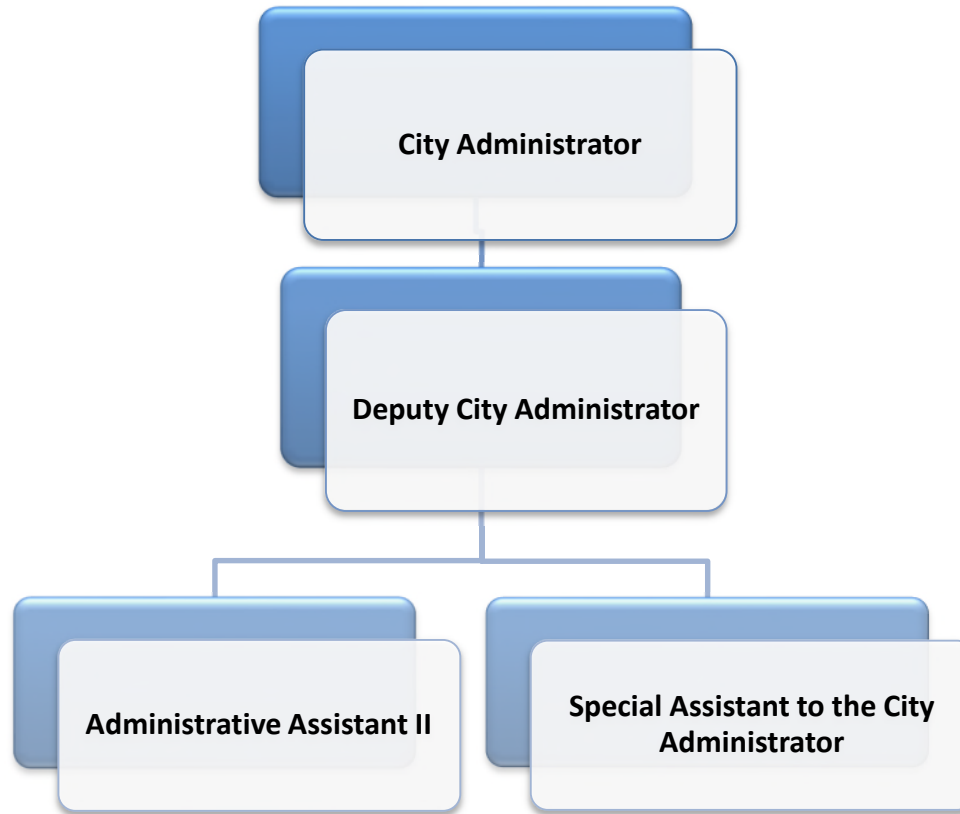 City Administrator
Deputy City Administrator
Administrative Assistant II
Special Assistant to the City
Administrator